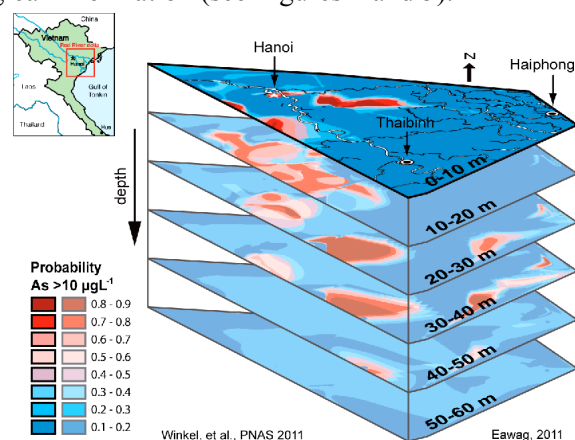 China
Vietnam
Red River delta
Hanoi
Laos
Gulf of
Tonkin
Hue
Thailand
Hanoi
Z
Haiphong
Thaibinh
depth
0-10 m
10-20 m
20-30 m
30-40 m
40-50 m
50-60 m
Probability
As >10 µgL-1
0.8 - 0.9
0.7 - 0.8
0.6 - 0.7
0.5 - 0.6
0.4 - 0.5
0.3 - 0.4
0.2 - 0.3
0.1 - 0.2
Winkel, et al., PNAS 2011
Eawag, 2011